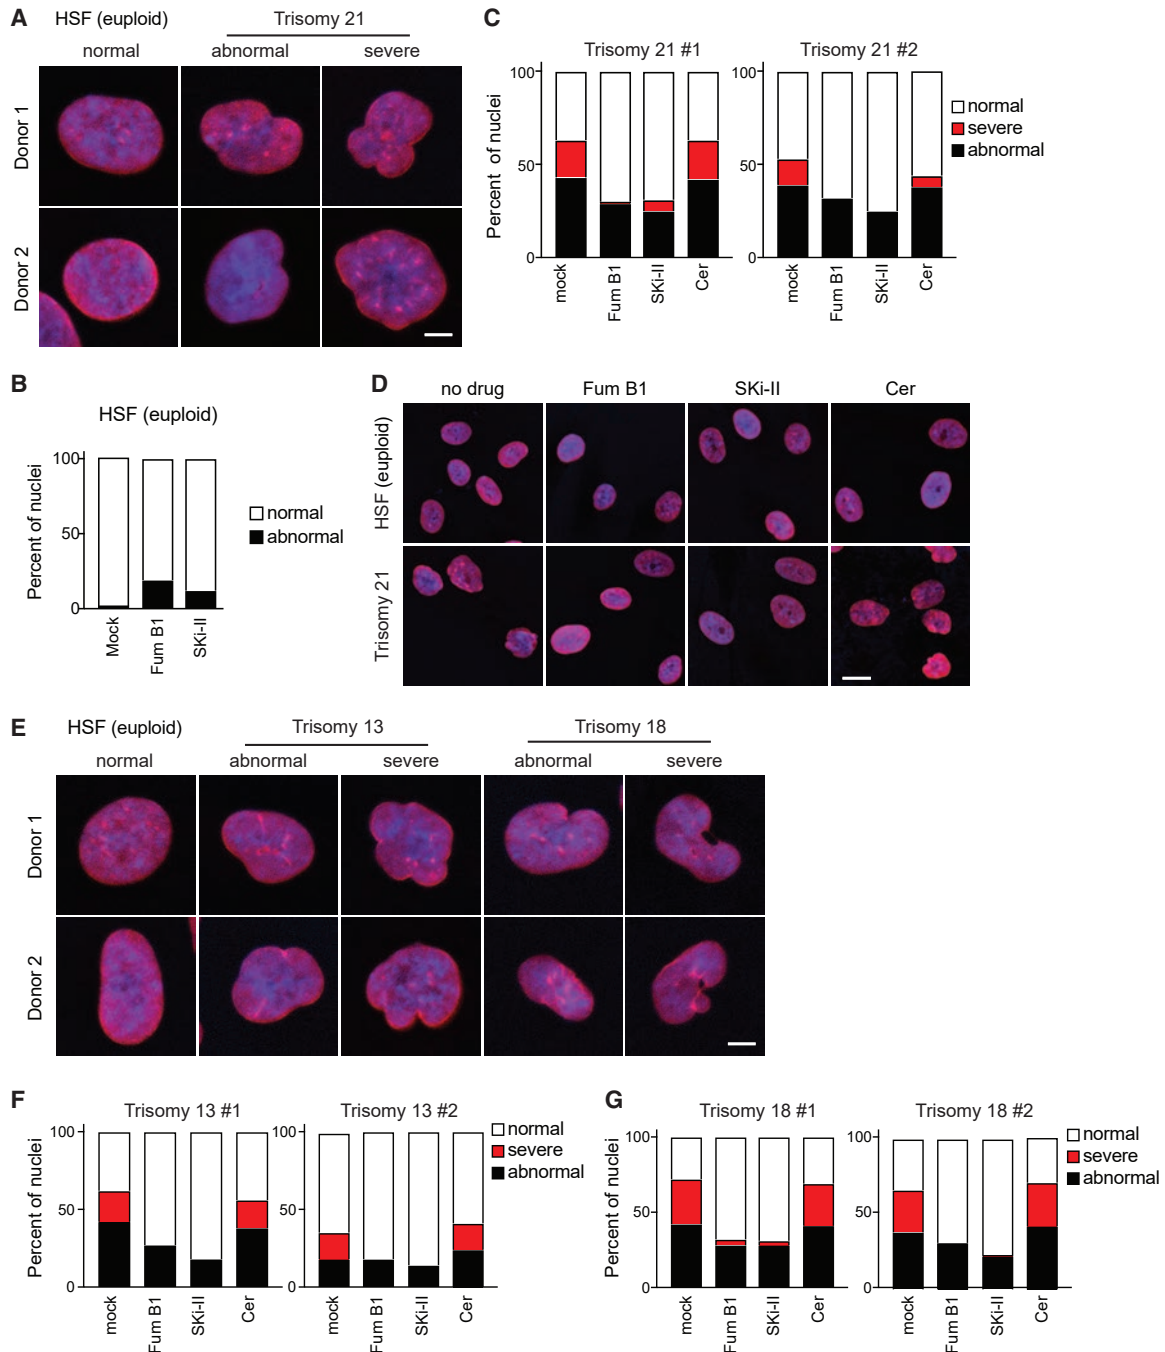 A
HSF (euploid)
Trisomy 21
normal
abnormal
severe
Donor 1
Donor 2
B
HSF (euploid)
Percent of nuclei
100
50
0
Mock
Fum B1
SKi-II
normal
abnormal
C
Trisomy 21 #1
Trisomy 21 #2
Percent of nuclei
100
50
0
mock
Fum B1
SKi-II
Cer
100
50
0
mock
Fum B1
SKi-II
Cer
normal
severe
abnormal
D
no drug
Fum B1
SKi-II
Cer
HSF (euploid)
Trisomy 21
E
HSF (euploid)
Trisomy 13
Trisomy 18
normal
abnormal
severe
abnormal
severe
Donor 1
Donor 2
F
Trisomy 13 #1
Trisomy 13 #2
Percent of nuclei
100
50
0
mock
Fum B1
SKi-II
Cer
100
50
0
mock
Fum B1
SKi-II
Cer
normal
severe
abnormal
G
Trisomy 18 #1
Trisomy 18 #2
Percent of nuclei
100
50
0
mock
Fum B1
SKi-II
Cer
100
50
0
mock
Fum B1
SKi-II
Cer
normal
severe
abnormal